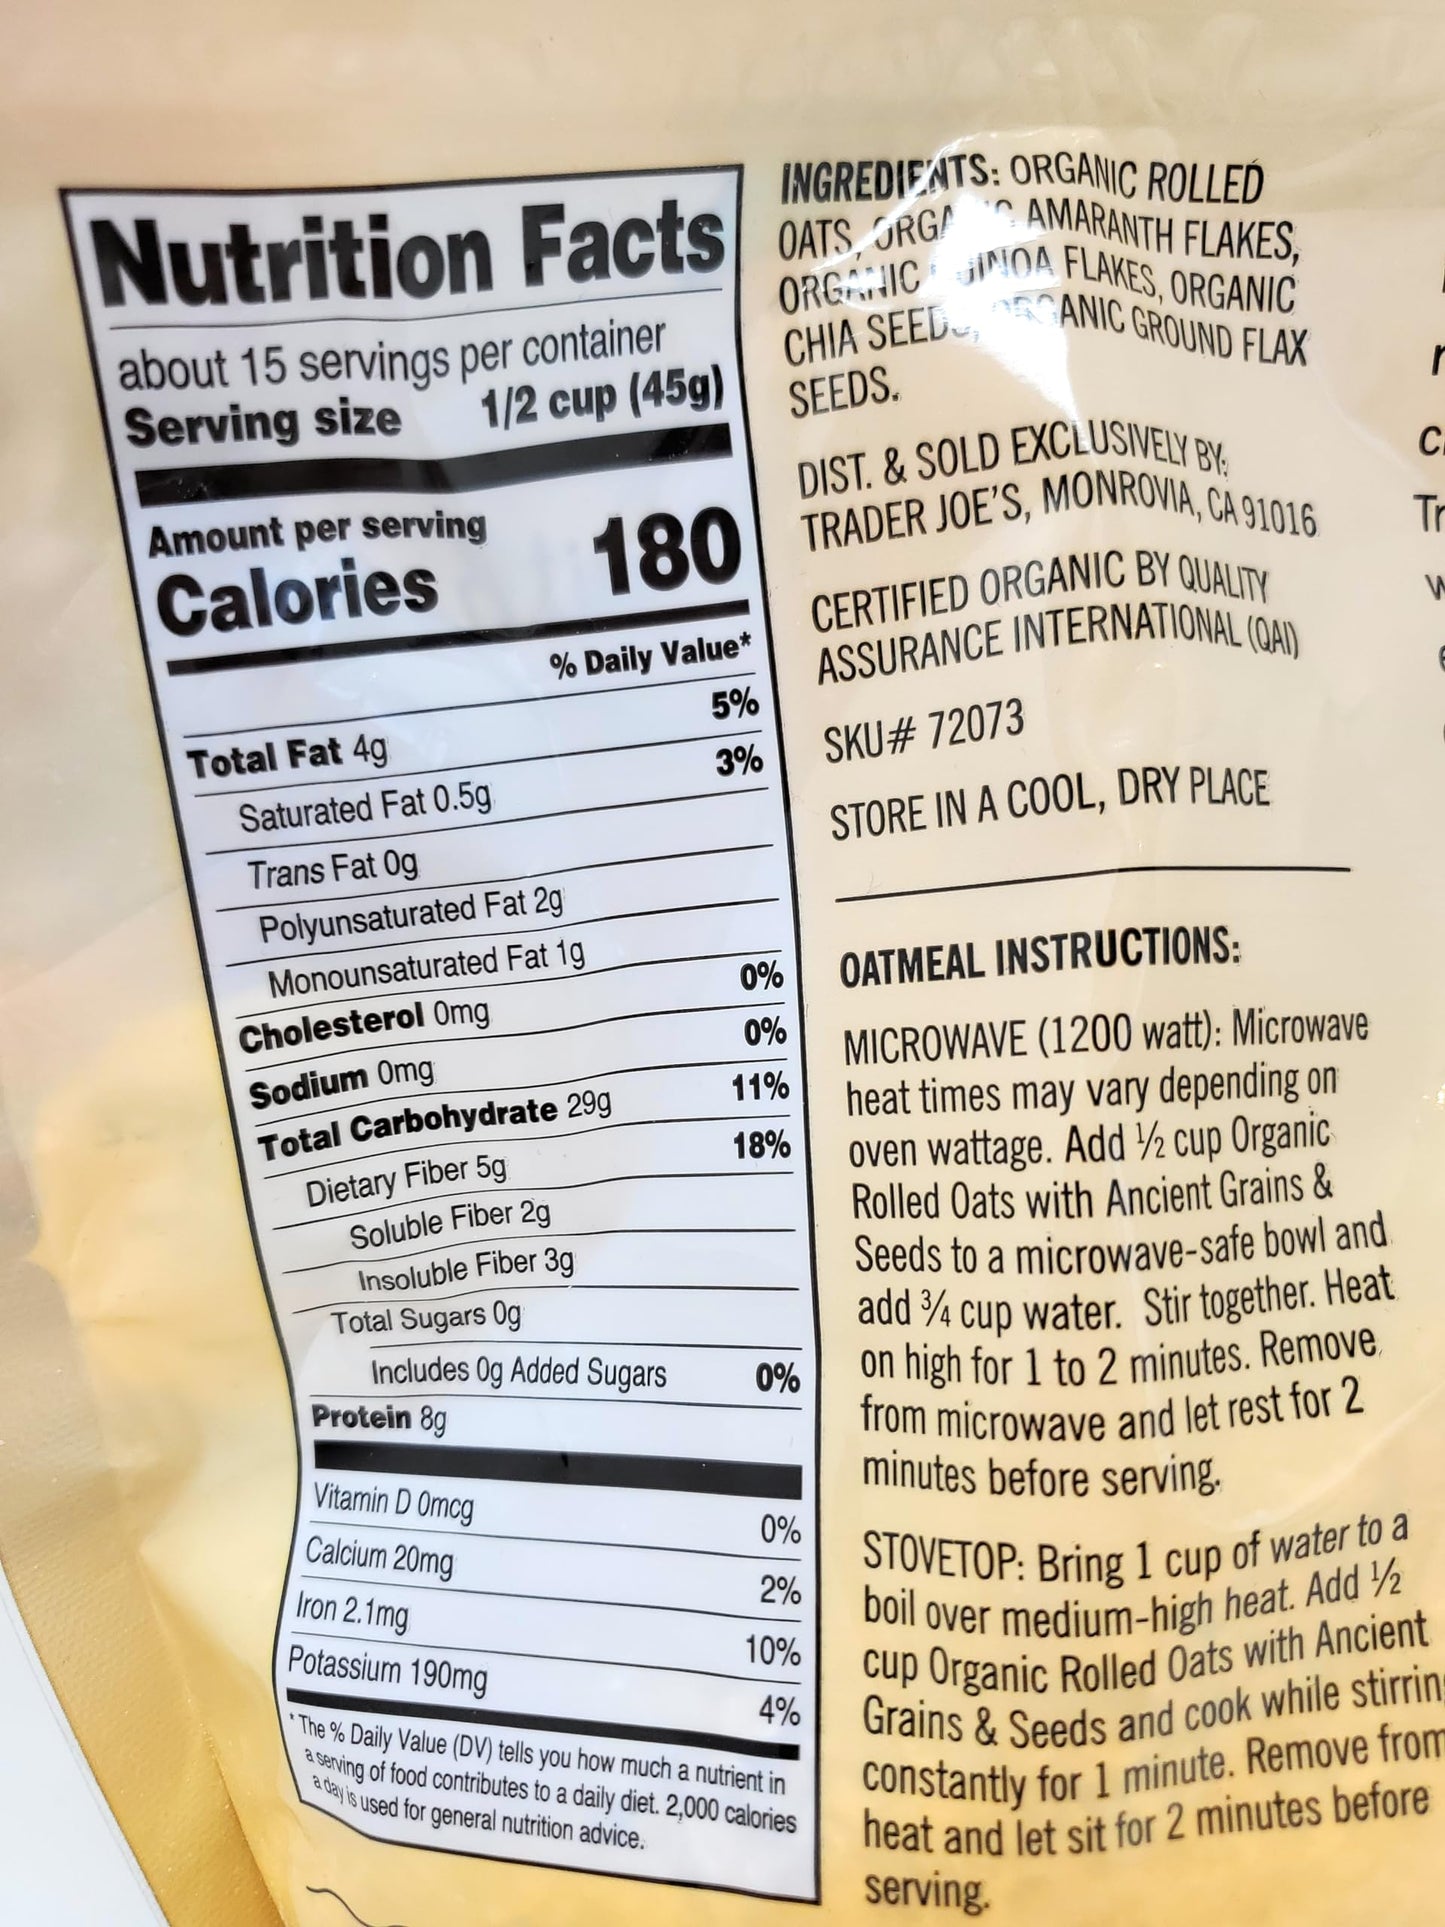 Nutrition Facts
about 15 servings per container
Serving size 1/2 cup (45g)
Amount per serving
Calories 180
% Daily Value*
Total Fat 4g 5%
Saturated Fat 0.5g 3%
Trans Fat 0g
Polyunsaturated Fat 2g
Monounsaturated Fat 1g
Cholesterol 0mg 0%
Sodium 0mg 0%
Total Carbohydrate 29g 11%
Dietary Fiber 5g 18%
Soluble Fiber 2g
Insoluble Fiber 3g
Total Sugars 0g
Includes 0g Added Sugars 0%
Protein 8g
Vitamin D 0mcg 0%
Calcium 20mg 2%
Iron 2.1mg 10%
Potassium 190mg 4%
* The % Daily Value (DV) tells you how much a nutrient in
a serving of food contributes to a daily diet. 2,000 calories
a day is used for general nutrition advice.
INGREDIENTS: ORGANIC ROLLED
OATS, ORGANIC AMARANTH FLAKES,
ORGANIC QUINOA FLAKES, ORGANIC
CHIA SEEDS, ORGANIC GROUND FLAX
SEEDS.
DIST. & SOLD EXCLUSIVELY BY:
TRADER JOE'S, MONROVIA, CA 91016
CERTIFIED ORGANIC BY QUALITY
ASSURANCE INTERNATIONAL (QAI)
SKU# 72073
STORE IN A COOL, DRY PLACE
OATMEAL INSTRUCTIONS:
MICROWAVE (1200 watt): Microwave
heat times may vary depending on
oven wattage. Add ½ cup Organic
Rolled Oats with Ancient Grains &
Seeds to a microwave-safe bowl and
add ¾ cup water. Stir together. Heat
on high for 1 to 2 minutes. Remove
from microwave and let rest for 2
minutes before serving.
STOVETOP: Bring 1 cup of water to a
boil over medium-high heat. Add ½
cup Organic Rolled Oats with Ancient
Grains & Seeds and cook while stirrin
constantly for 1 minute. Remove from
heat and let sit for 2 minutes before
serving.